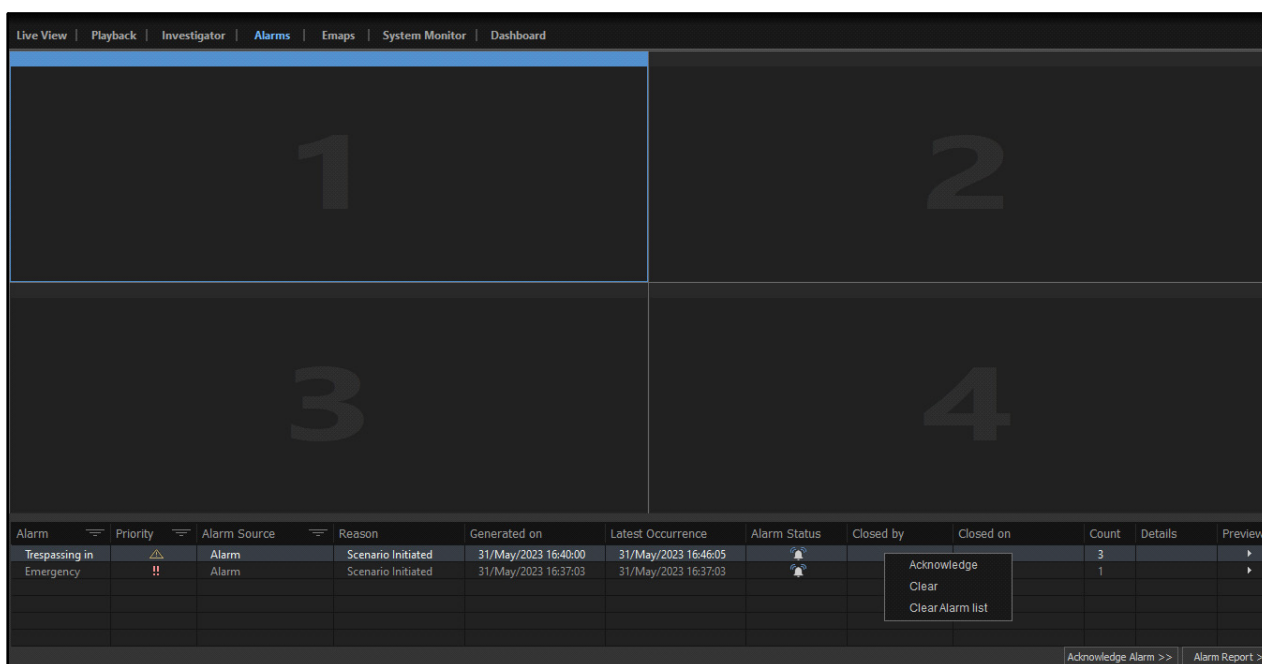 Live View | Playback | Investigator | Alarms | Emaps | System Monitor | Dashboard
1
2
3
4
Alarm Priority Alarm Source Reason Generated on Latest Occurrence Alarm Status Closed by Closed on Count Details Preview
Trespassing in Alarm Scenario Initiated 31/May/2023 16:40:00 31/May/2023 16:46:05 3
Emergency !! Alarm Scenario Initiated 31/May/2023 16:37:03 31/May/2023 16:37:03 1
Acknowledge
Clear
Clear Alarm list
Acknowledge Alarm >> Alarm Report >